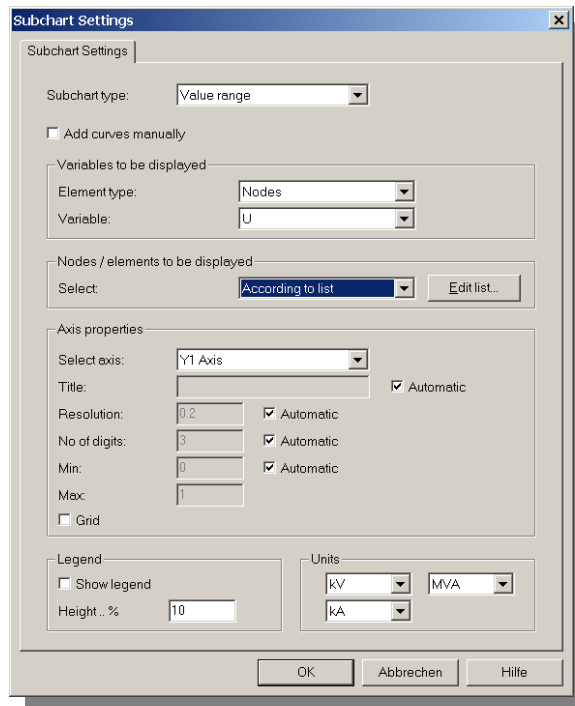 Subchart Settings
Subchart Settings
Subchart type: Value range
Add curves manually
Variables to be displayed
Element type: Nodes
Variable: U
Nodes / elements to be displayed
Select: According to list Edit list...
Axis properties
Select axis: Y1 Axis
Title: Automatic
Resolution: 0.2 Automatic
No of digits: 3 Automatic
Min: 0 Automatic
Max: 1
Grid
Legend Units
Show legend kV MVA
Height .. % 10 kA
OK Abbrechen Hilfe